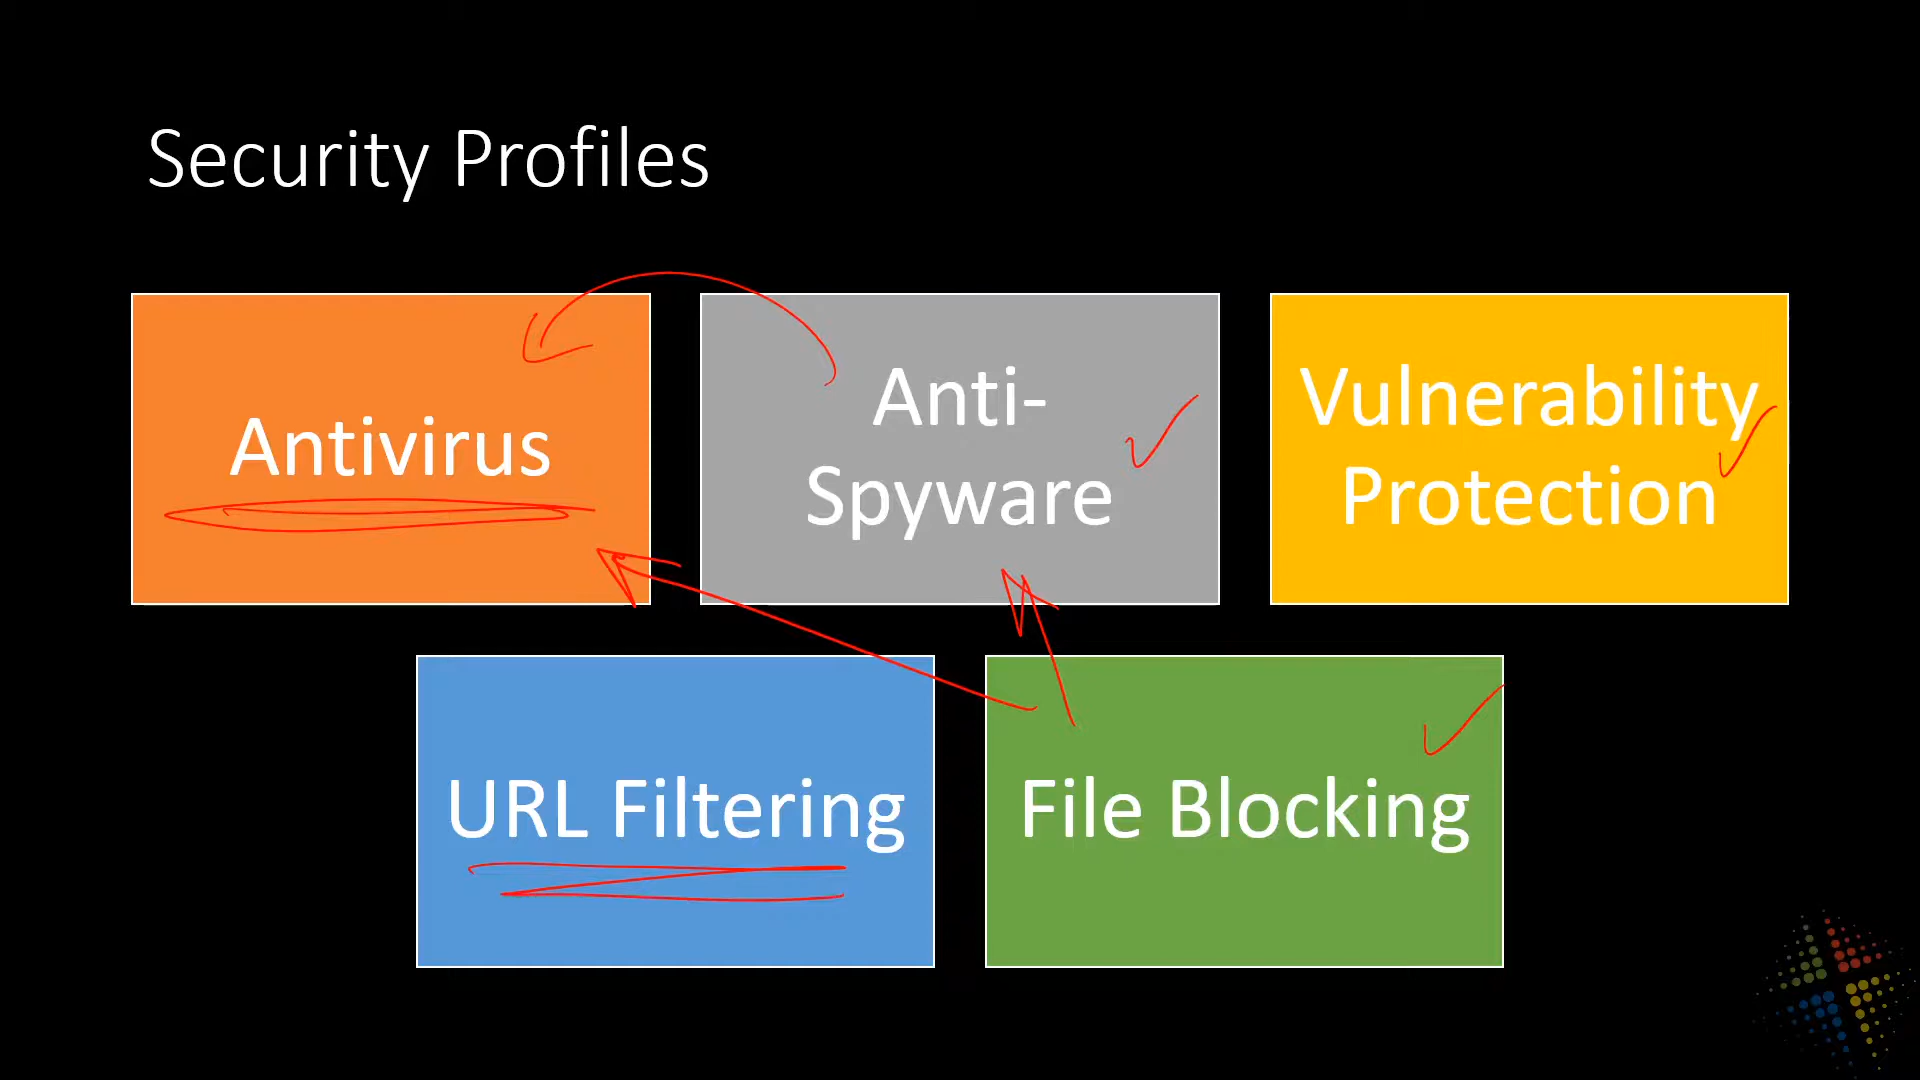 Security Profiles
Antivirus
Anti-
Spyware
Vulnerability
Protection
URL Filtering
File Blocking